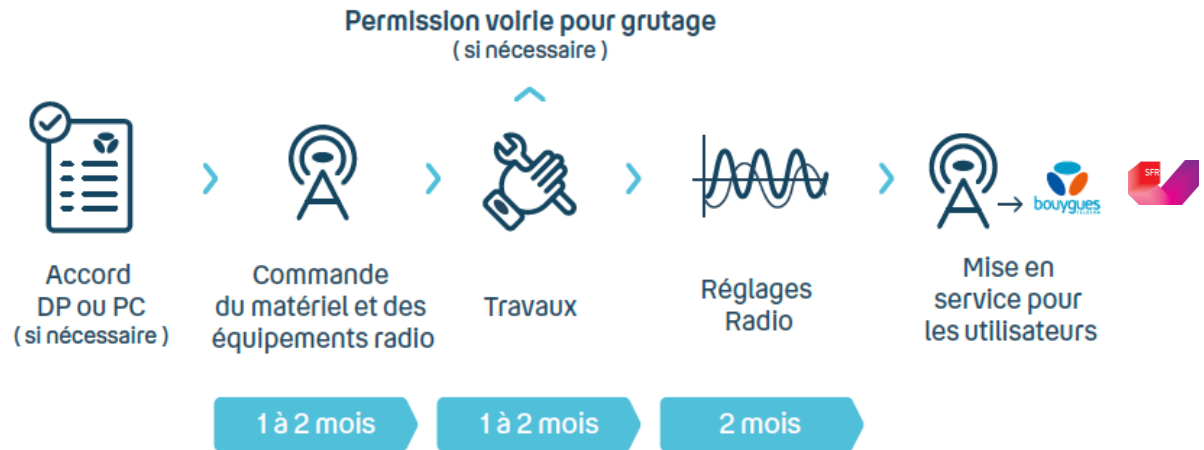 Permission voirie pour grutage
( si nécessaire )
Accord
DP ou PC
( si nécessaire )
Commande
du matériel et des
équipements radio
Travaux
Réglages
Radio
bouygues
TELECOM
SFR
Mise en
service pour
les utilisateurs
1 à 2 mois
1 à 2 mois
2 mois